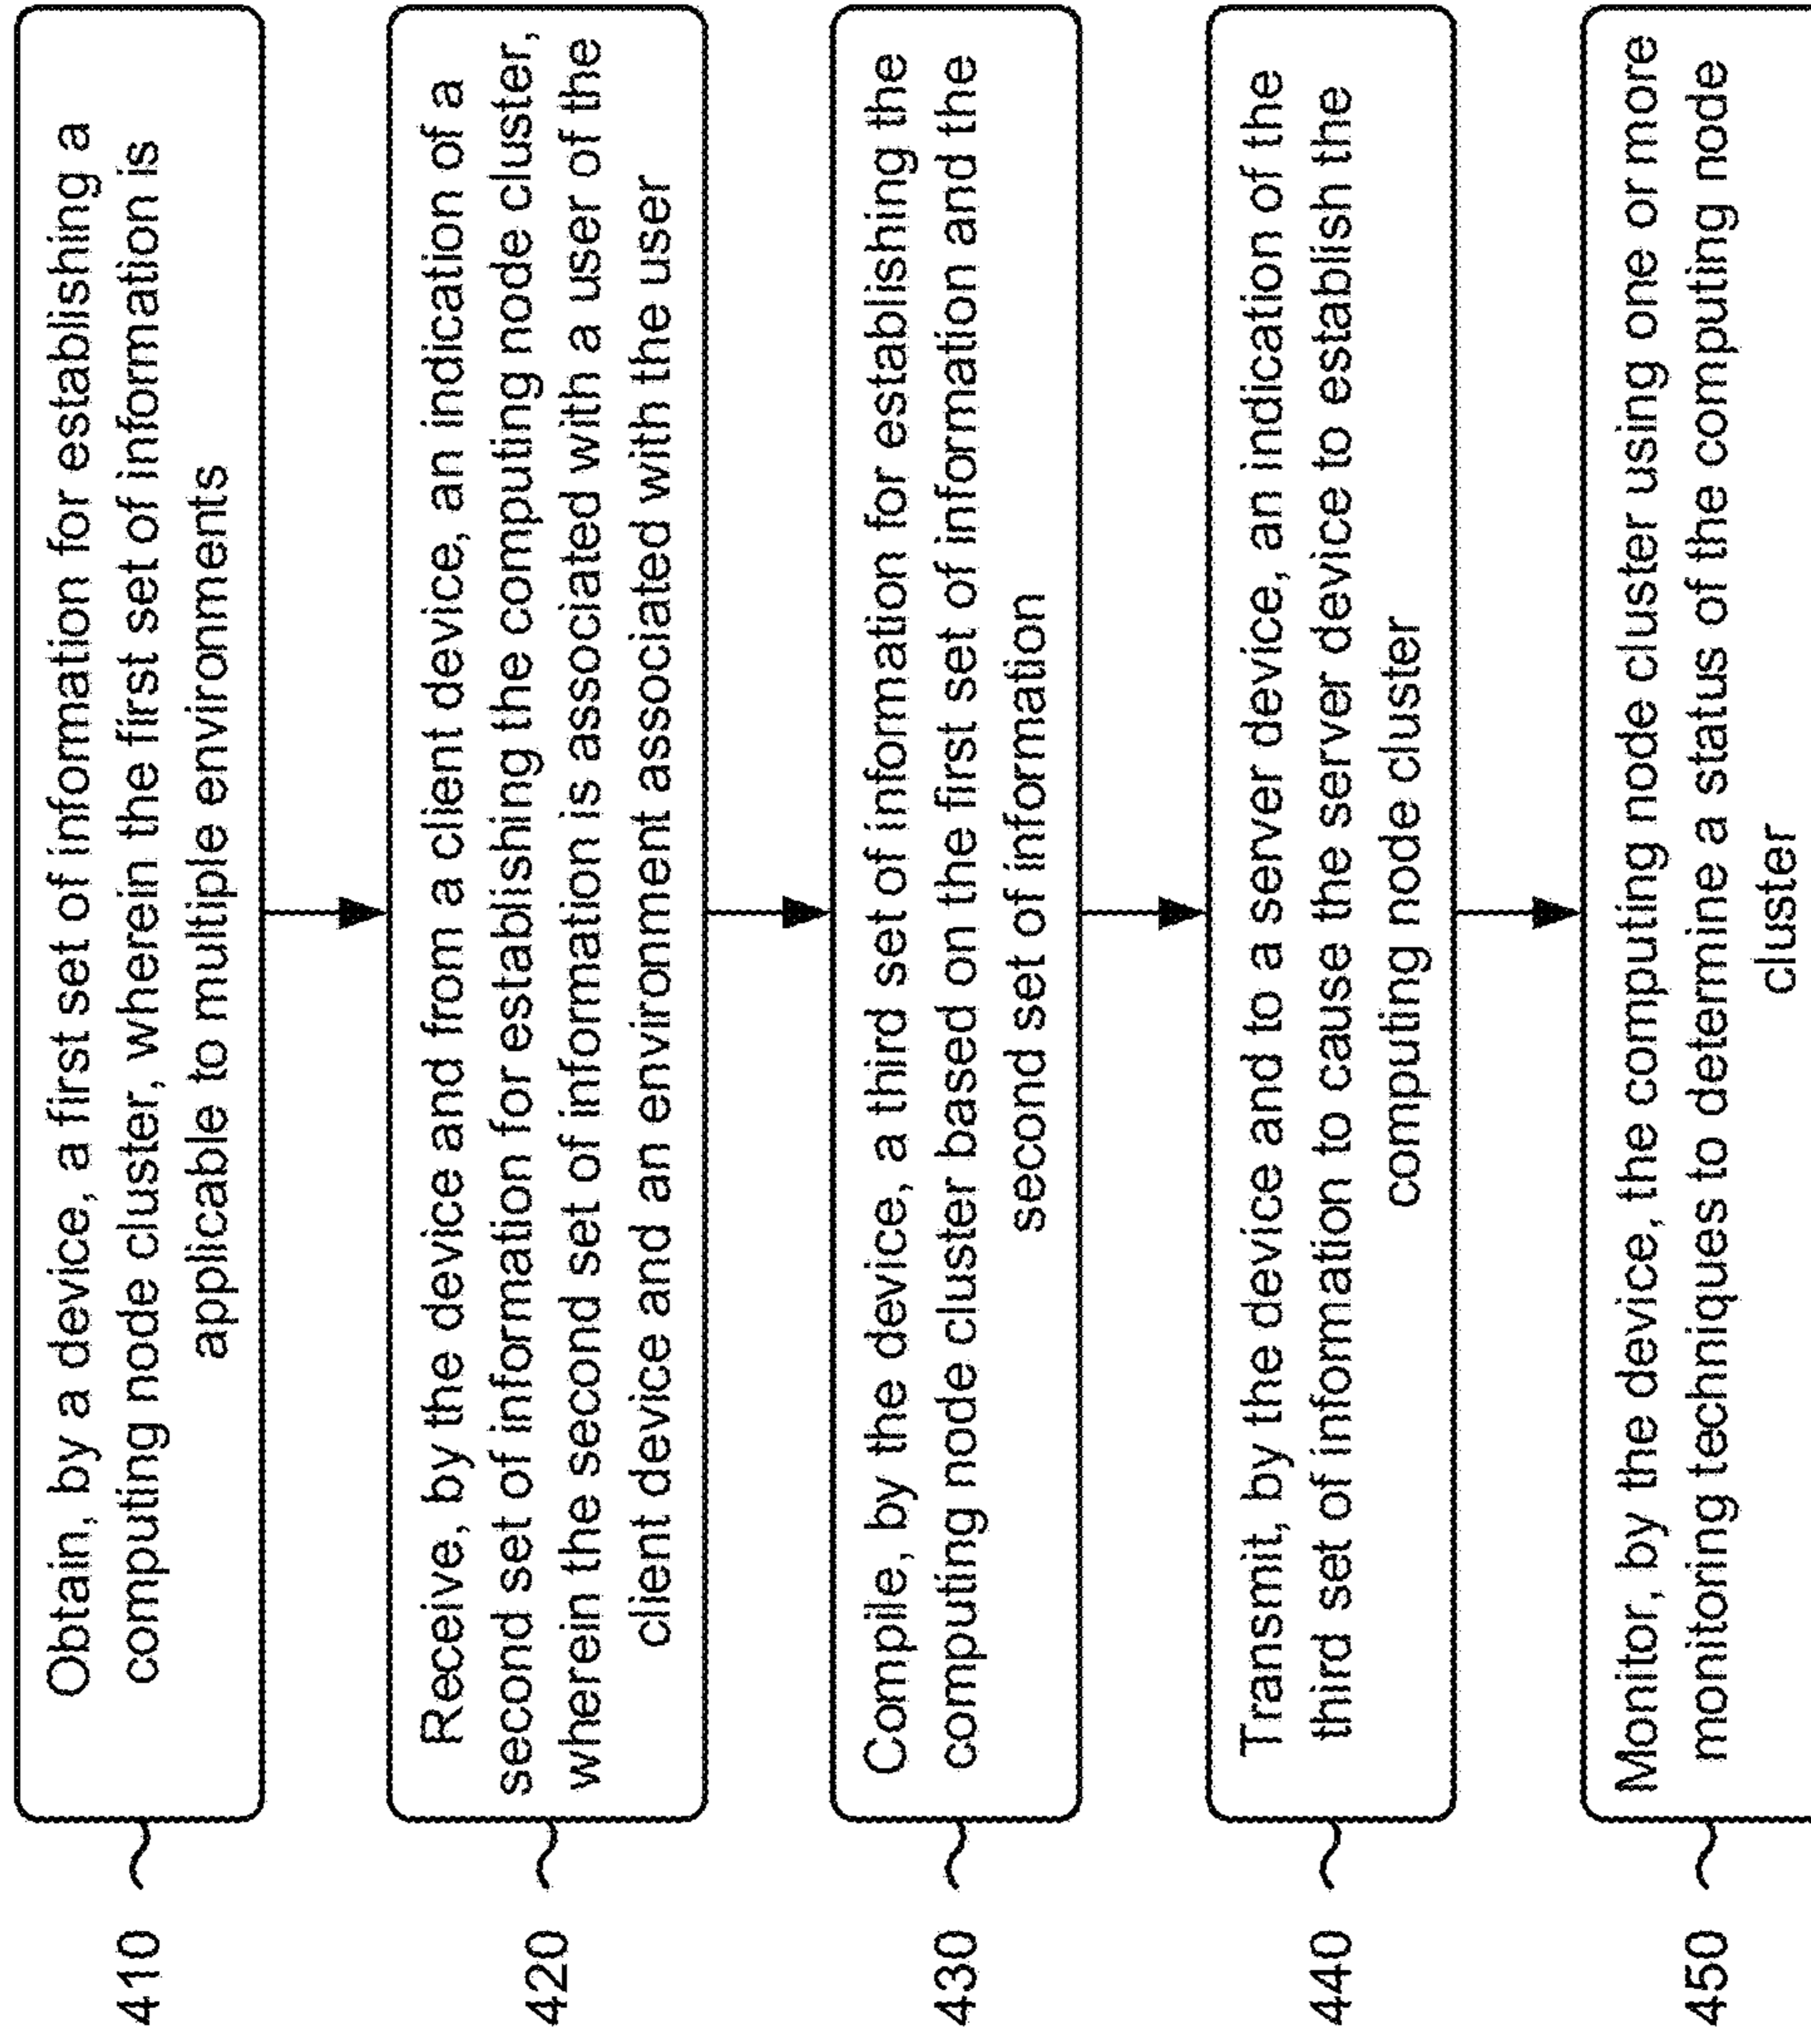 410
Obtain, by a device, a first set of information for establishing a
computing node cluster, wherein the first set of information is
applicable to multiple environments
420
Receive, by the device and from a client device, an indication of a
second set of information for establishing the computing node cluster,
wherein the second set of information is associated with a user of the
client device and an environment associated with the user
430
Compile, by the device, a third set of information for establishing the
computing node cluster based on the first set of information and the
second set of information
440
Transmit, by the device and to a server device, an indication of the
third set of information to cause the server device to establish the
computing node cluster
450
Monitor, by the device, the computing node cluster using one or more
monitoring techniques to determine a status of the computing node
cluster